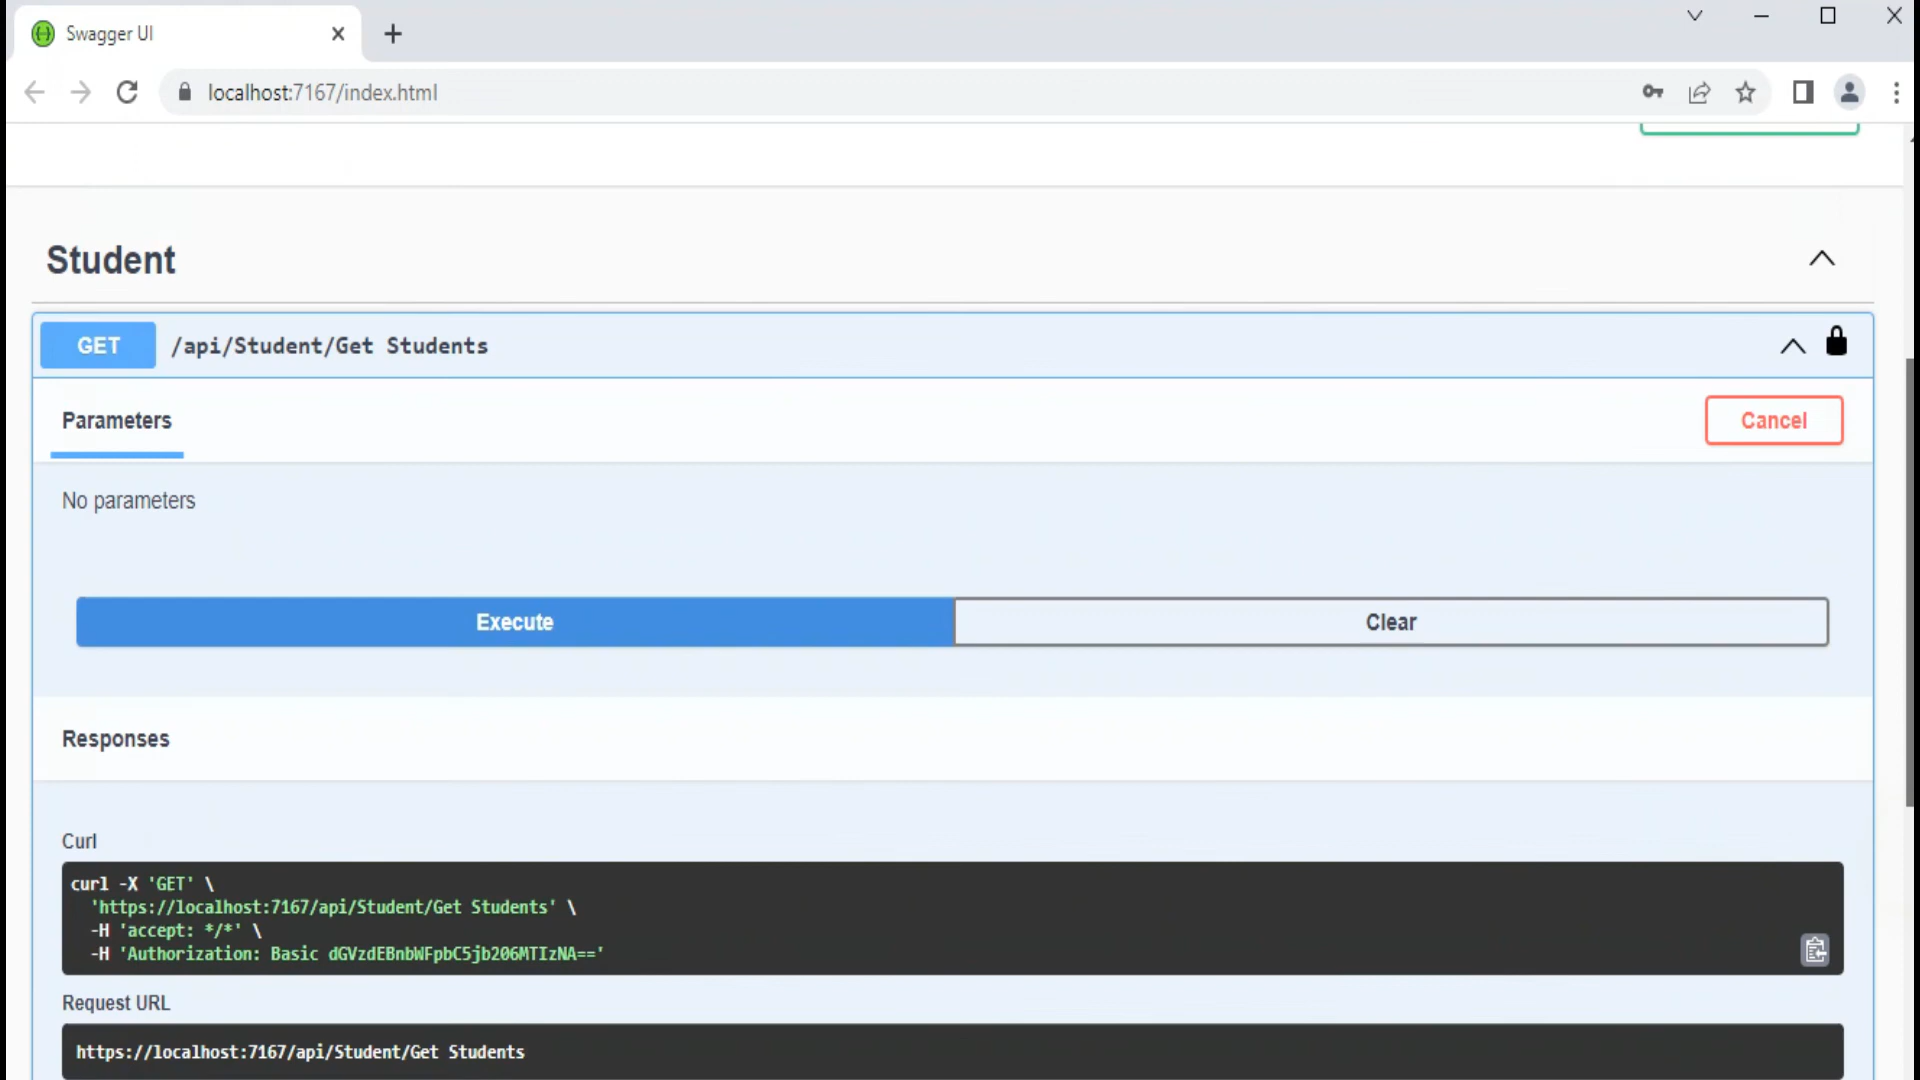 Swagger UI
localhost:7167/index.html
Student
GET /api/Student/Get Students
Parameters
Cancel
No parameters
Execute
Clear
Responses
Curl
curl -X 'GET' \
'https://localhost:7167/api/Student/Get Students' \
-H 'accept: */*' \
-H 'Authorization: Basic dGVzdEBnbWFpbC5jb206MTIzNA=='
Request URL
https://localhost:7167/api/Student/Get Students